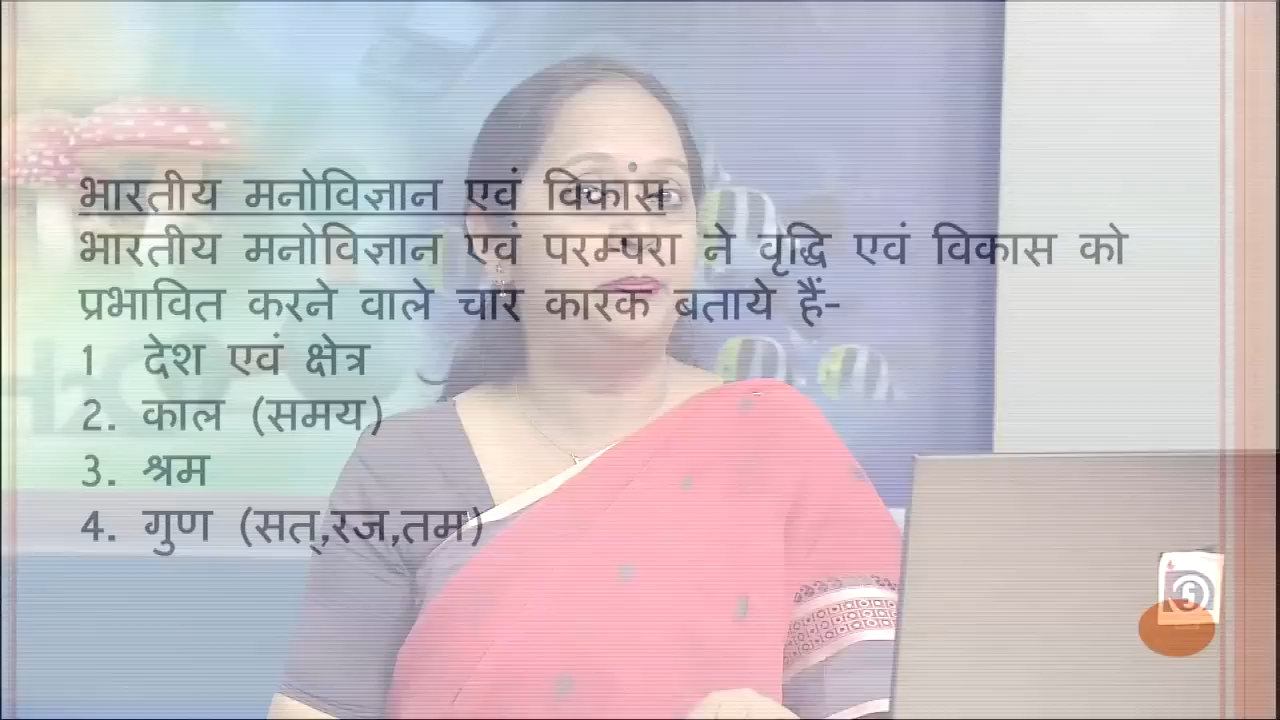 भारतीय मनोविज्ञान एवं विकास
भारतीय मनोविज्ञान एवं परम्परा ने वृद्धि एवं विकास को
प्रभावित करने वाले चार कारक बताये हैं-
1 देश एवं क्षेत्र
2. काल (समय)
3. श्रम
4. गुण (सत्,रज,तम)